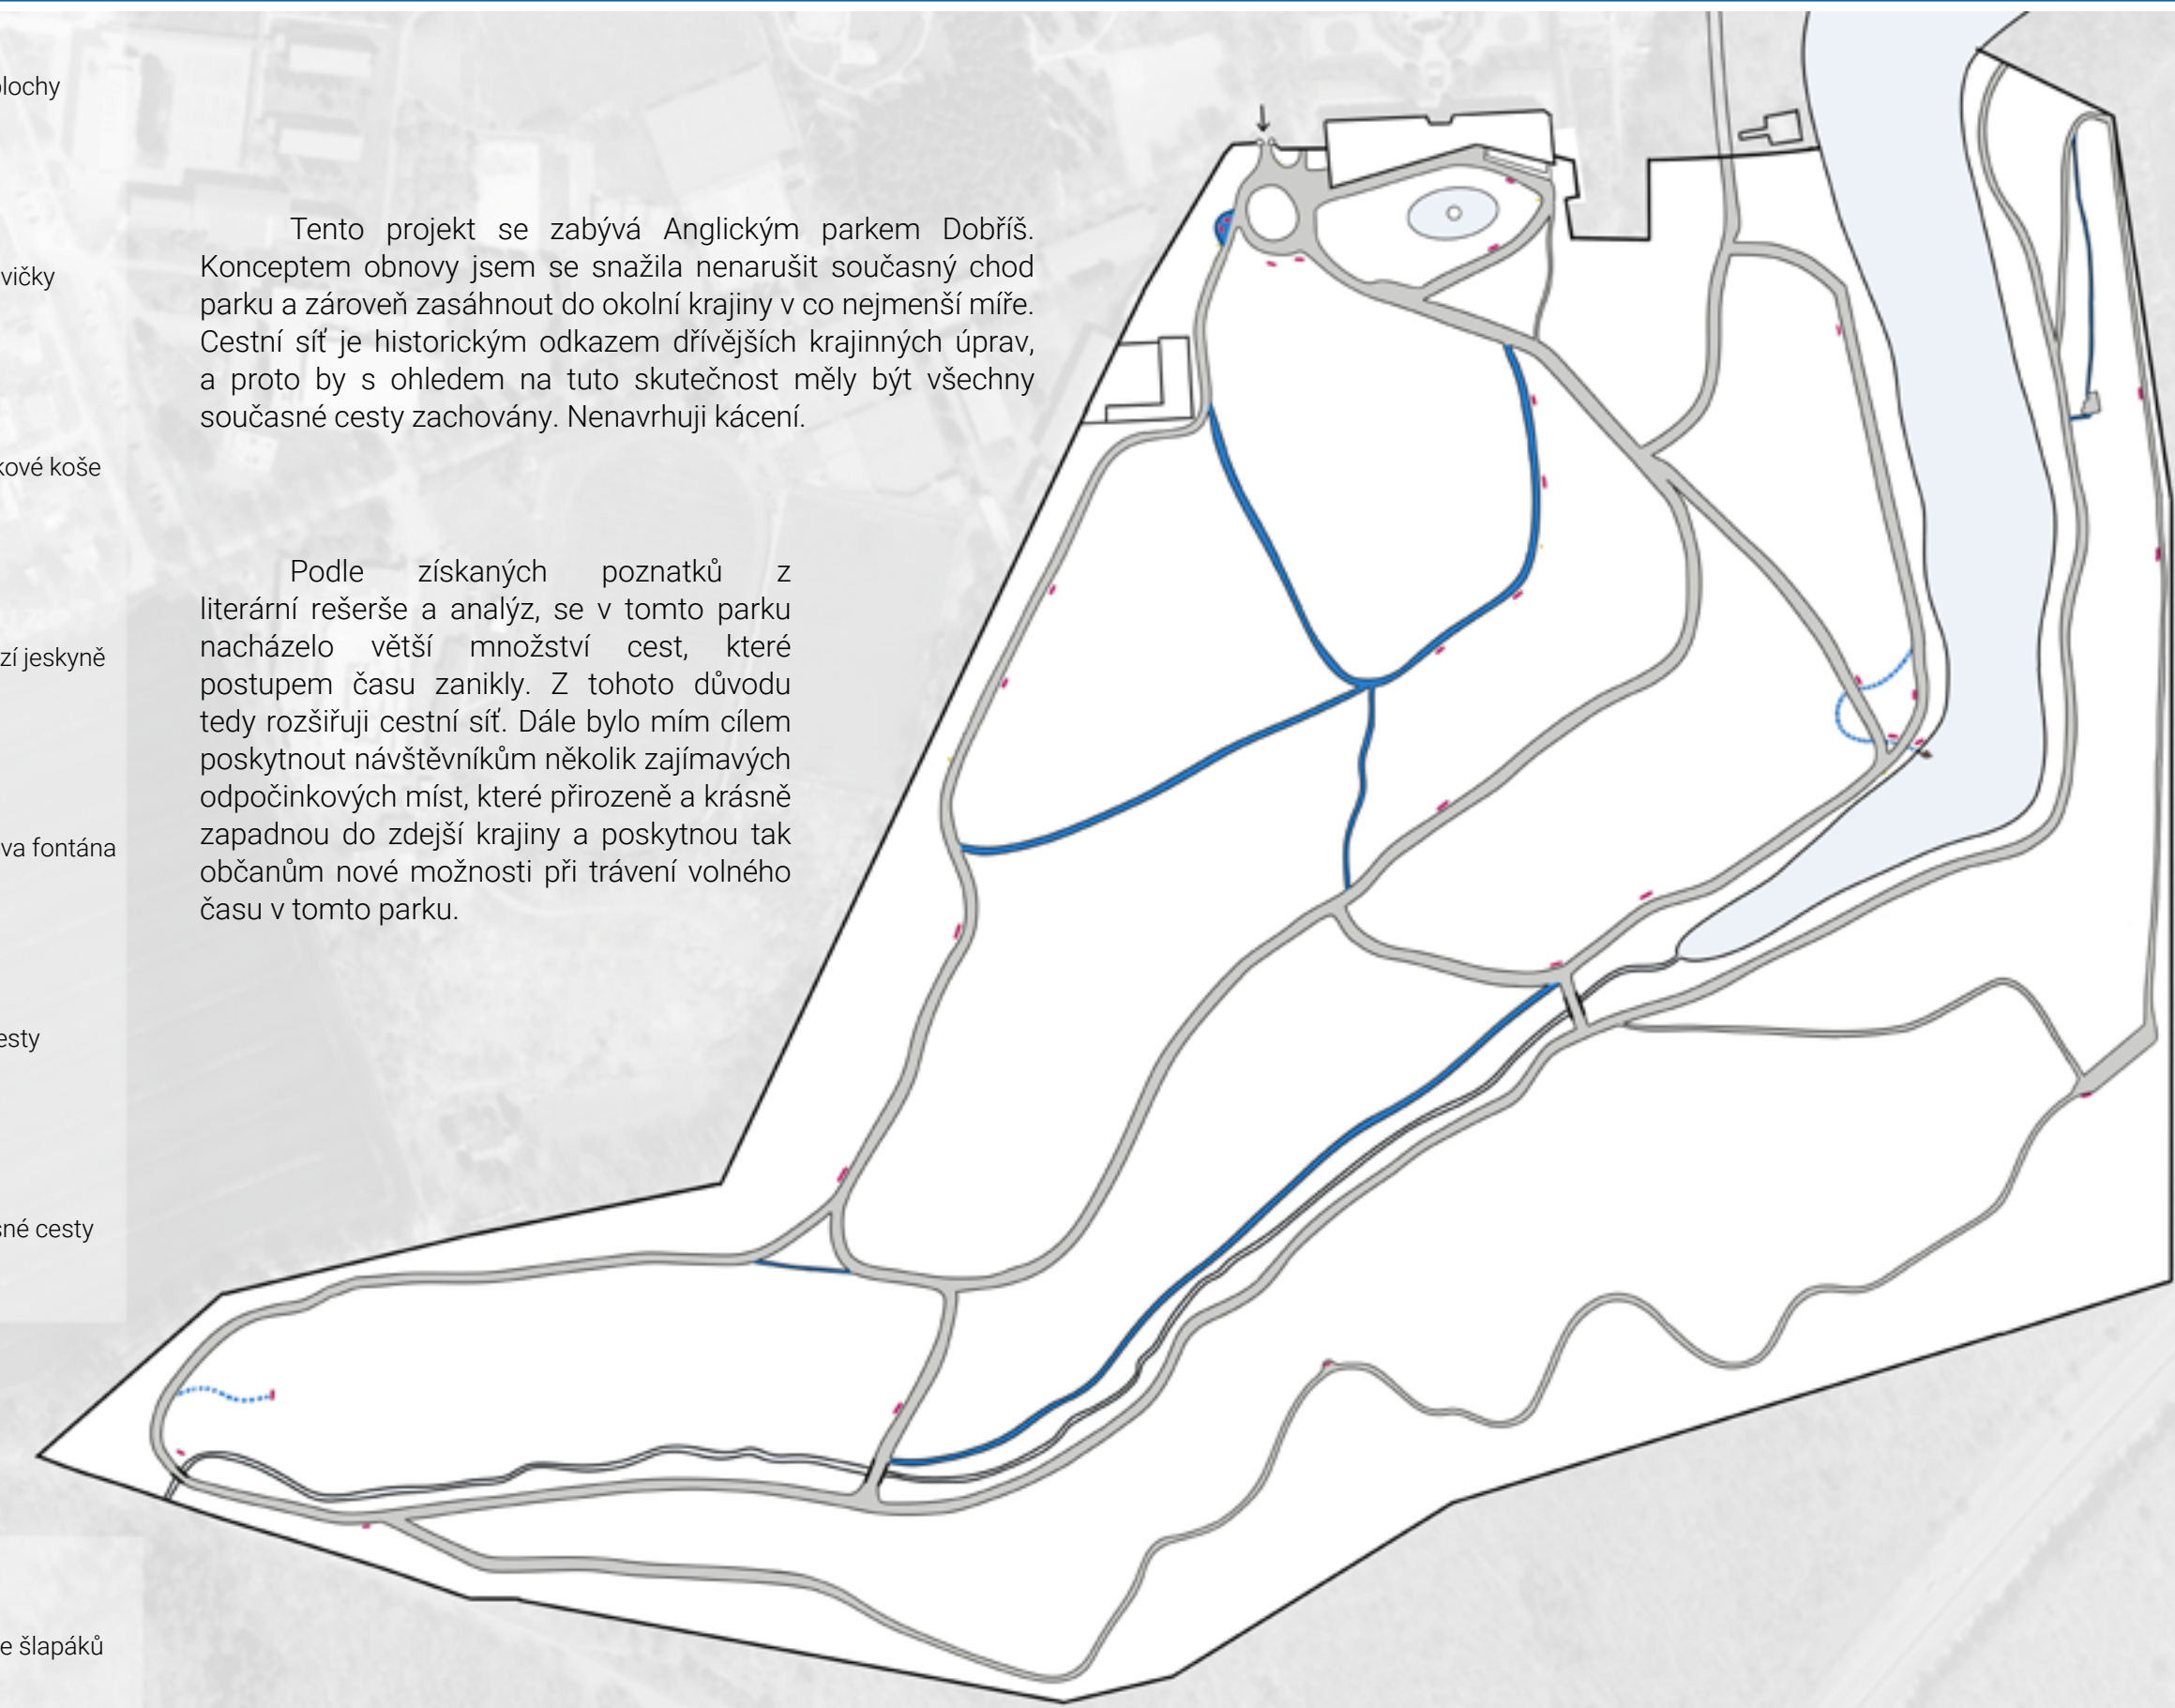 lochy
vičky
kové koše
zí jeskyně
va fontána
esty
sné cesty
e šlapáků
Tento projekt se zabývá Anglickým parkem Dobříš.
Konceptem obnovy jsem se snažila nenarušit současný chod
parku a zároveň zasáhnout do okolní krajiny v co nejmenší míře.
Cestní síť je historickým odkazem dřívějších krajinných úprav,
a proto by s ohledem na tuto skutečnost měly být všechny
současné cesty zachovány. Nenavrhuji kácení.
Podle získaných poznatků z
literární rešerše a analýz, se v tomto parku
nacházelo větší množství cest, které
postupem času zanikly. Z tohoto důvodu
tedy rozšiřuji cestní síť. Dále bylo mím cílem
poskytnout návštěvníkům několik zajímavých
odpočinkových míst, které přirozeně a krásně
zapadnou do zdejší krajiny a poskytnou tak
občanům nové možnosti při trávení volného
času v tomto parku.